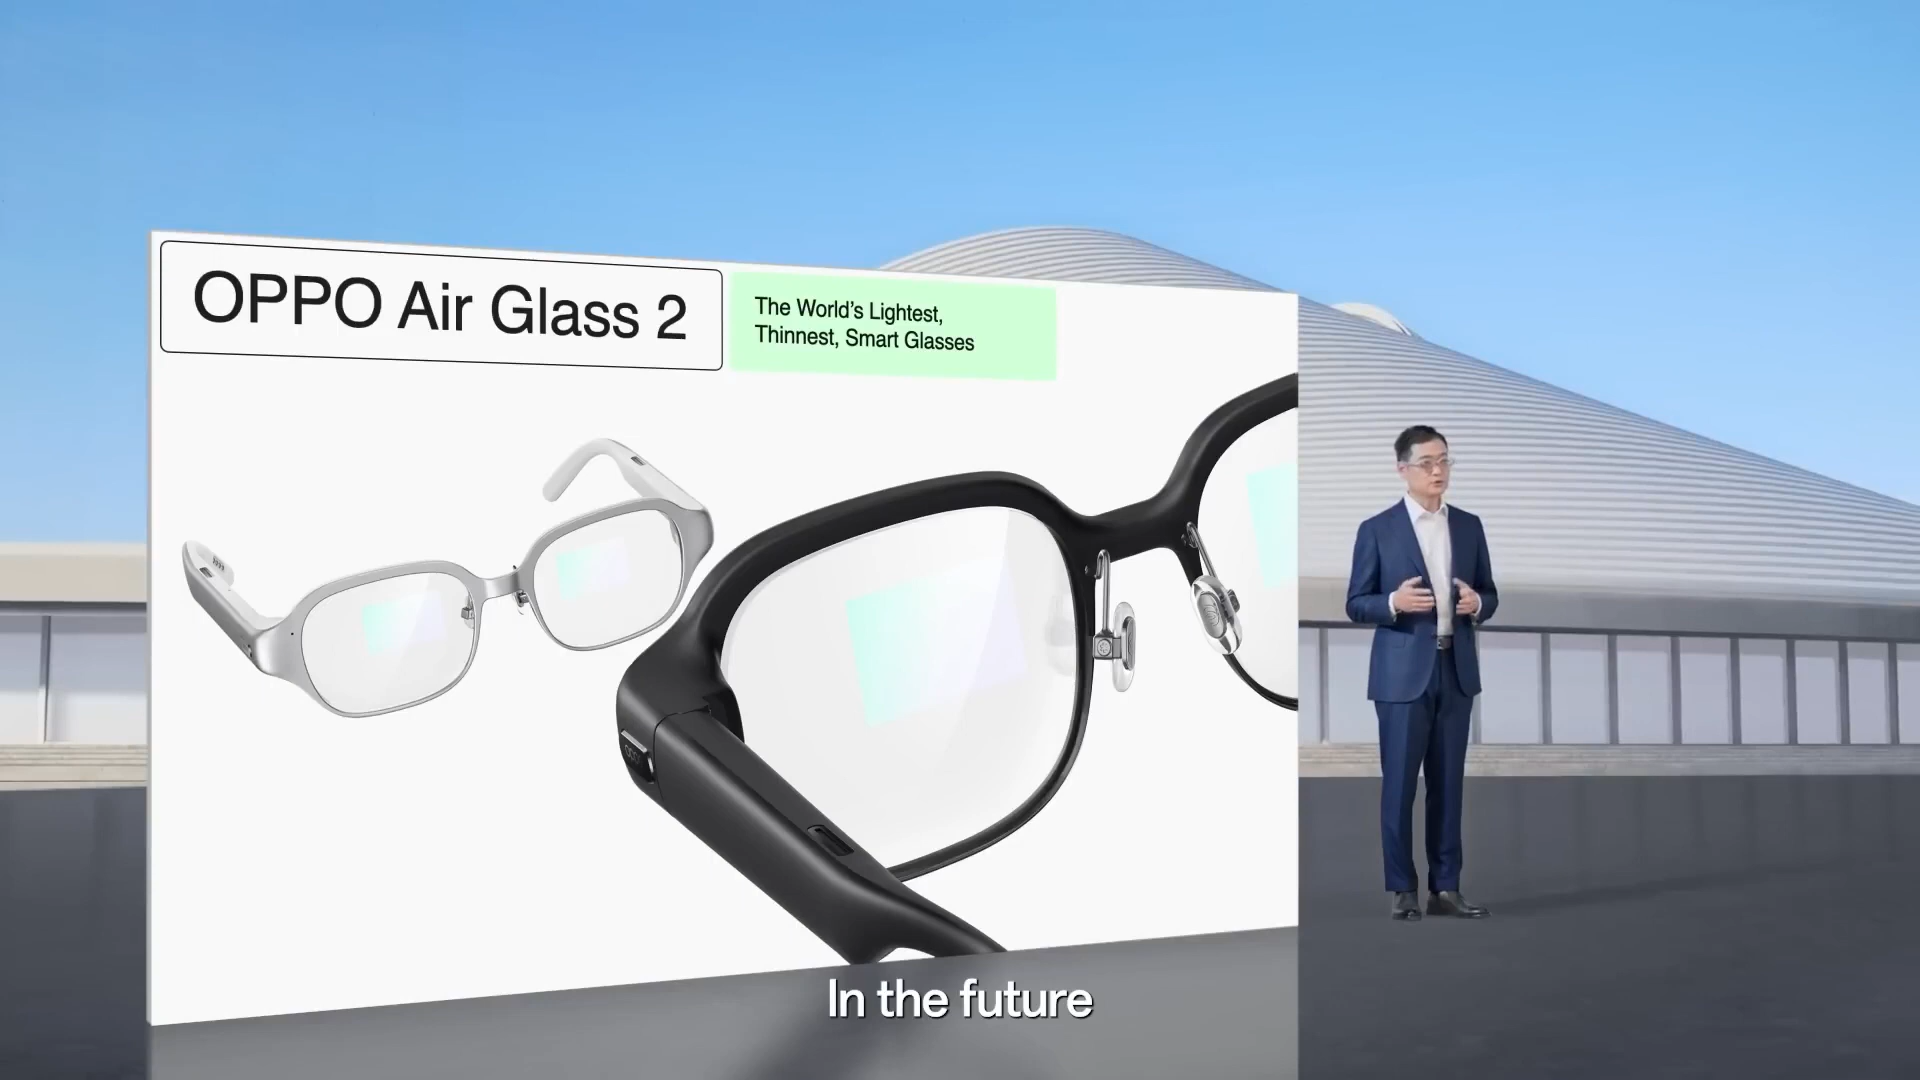 OPPO Air Glass 2
The World's Lightest,
Thinnest, Smart Glasses
In the future